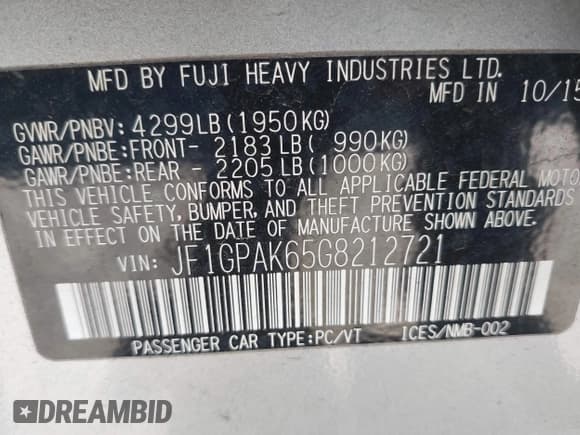 MFD BY FUJI HEAVY INDUSTRIES LTD.
MFD IN 10/15
GVWR/PNBV: 4299LB(1950KG)
GAWR/PNBE:FRONT- 2183LB( 990KG)
GAWR/PNBE:REAR - 2205LB(1000KG)
THIS VEHICLE CONFORMS TO ALL APPLICABLE FEDERAL MOTO
VEHICLE SAFETY, BUMPER, AND THEFT PREVENTION STANDARDS
IN EFFECT ON THE DATE OF MANUFACTURE SHOWN ABOVE.
VIN: JF1GPAK65G8212721
PASSENGER CAR TYPE:PC/VT ICES/NMB-002
DREAMBID